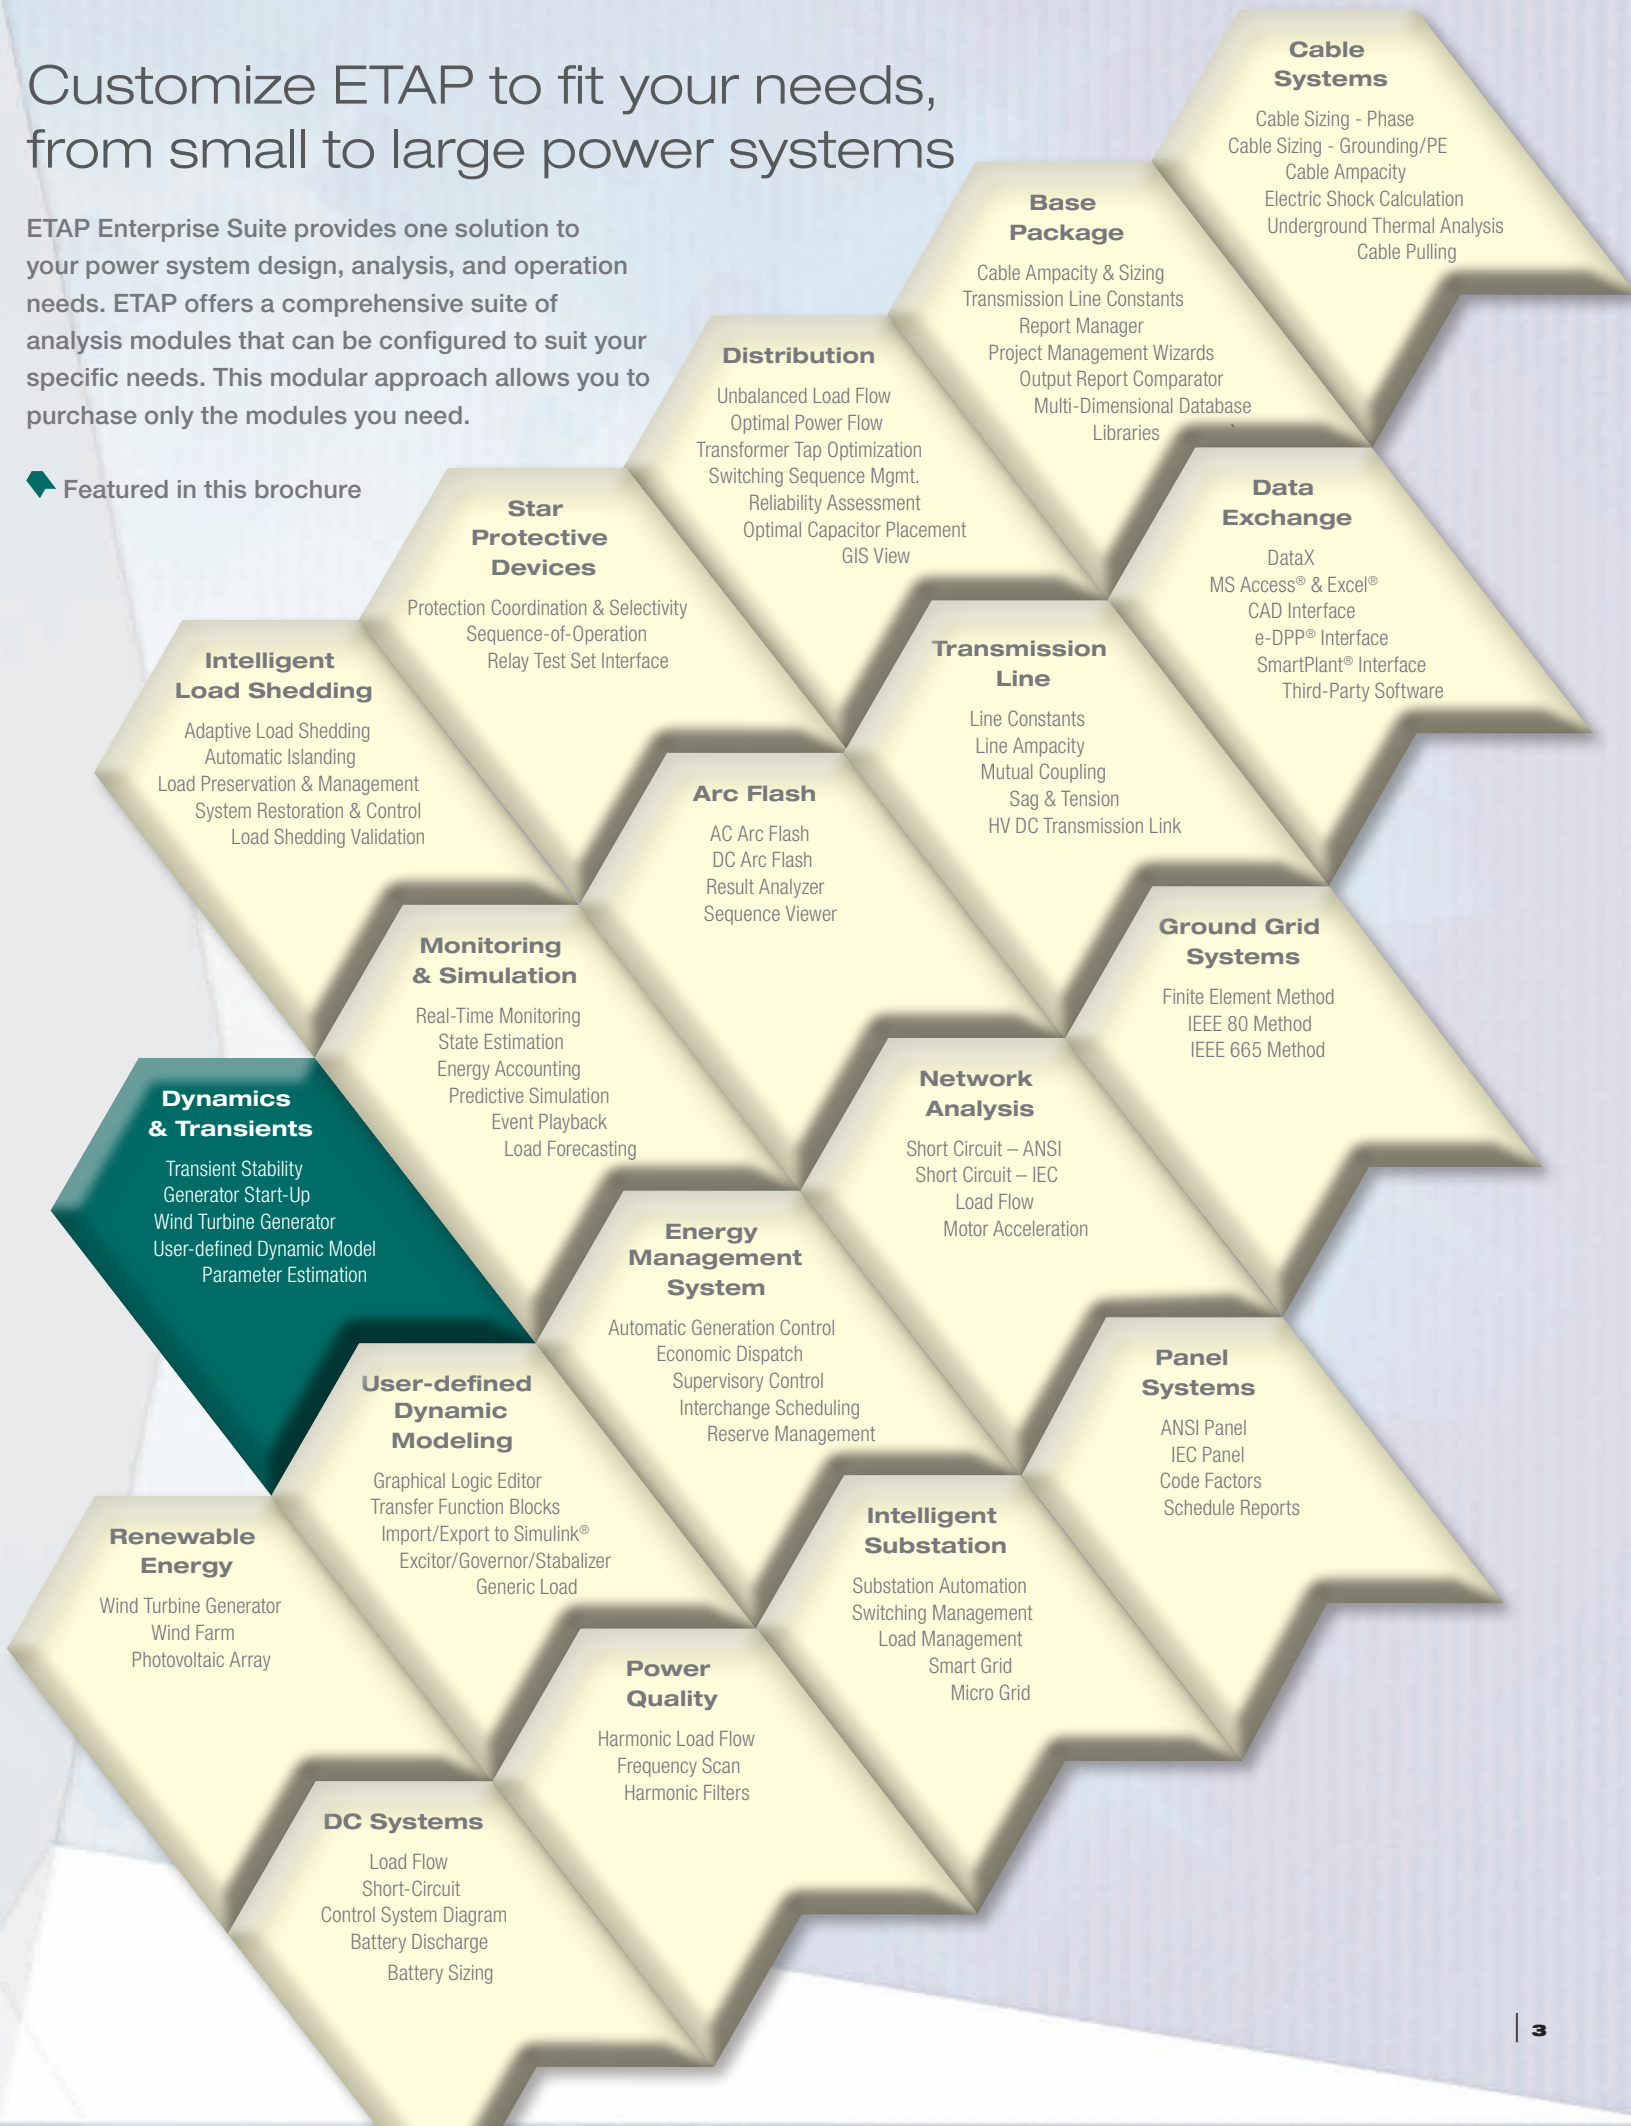 Customize ETAP to fit your needs,
from small to large power systems
ETAP Enterprise Suite provides one solution to
your power system design, analysis, and operation
needs. ETAP offers a comprehensive suite of
analysis modules that can be configured to suit your
specific needs. This modular approach allows you to
purchase only the modules you need.
Featured in this brochure
Cable
Systems
Cable Sizing - Phase
Cable Sizing - Grounding/PE
Cable Ampacity
Electric Shock Calculation
Underground Thermal Analysis
Cable Pulling
Base
Package
Cable Ampacity & Sizing
Transmission Line Constants
Report Manager
Project Management Wizards
Output Report Comparator
Multi-Dimensional Database
Libraries `
Distribution
Unbalanced Load Flow
Optimal Power Flow
Transformer Tap Optimization
Switching Sequence Mgmt.
Reliability Assessment
Optimal Capacitor Placement
GIS View
Star
Protective
Devices
Protection Coordination & Selectivity
Sequence-of-Operation
Relay Test Set Interface
Intelligent
Load Shedding
Adaptive Load Shedding
Automatic Islanding
Load Preservation & Management
System Restoration & Control
Load Shedding Validation
Data
Exchange
DataX
MS Access® & Excel®
CAD Interface
e-DPP® Interface
SmartPlant® Interface
Third-Party Software
Transmission
Line
Line Constants
Line Ampacity
Mutual Coupling
Sag & Tension
HV DC Transmission Link
Arc Flash
AC Arc Flash
DC Arc Flash
Result Analyzer
Sequence Viewer
Monitoring
& Simulation
Real-Time Monitoring
State Estimation
Energy Accounting
Predictive Simulation
Event Playback
Load Forecasting
Dynamics
& Transients
Transient Stability
Generator Start-Up
Wind Turbine Generator
User-defined Dynamic Model
Parameter Estimation
Ground Grid
Systems
Finite Element Method
IEEE 80 Method
IEEE 665 Method
Network
Analysis
Short Circuit – ANSI
Short Circuit – IEC
Load Flow
Motor Acceleration
Energy
Management
System
Automatic Generation Control
Economic Dispatch
Supervisory Control
Interchange Scheduling
Reserve Management
User-defined
Dynamic
Modeling
Graphical Logic Editor
Transfer Function Blocks
Import/Export to Simulink®
Excitor/Governor/Stabalizer
Generic Load
Renewable
Energy
Wind Turbine Generator
Wind Farm
Photovoltaic Array
Panel
Systems
ANSI Panel
IEC Panel
Code Factors
Schedule Reports
Intelligent
Substation
Substation Automation
Switching Management
Load Management
Smart Grid
Micro Grid
Power
Quality
Harmonic Load Flow
Frequency Scan
Harmonic Filters
DC Systems
Load Flow
Short-Circuit
Control System Diagram
Battery Discharge
Battery Sizing
3